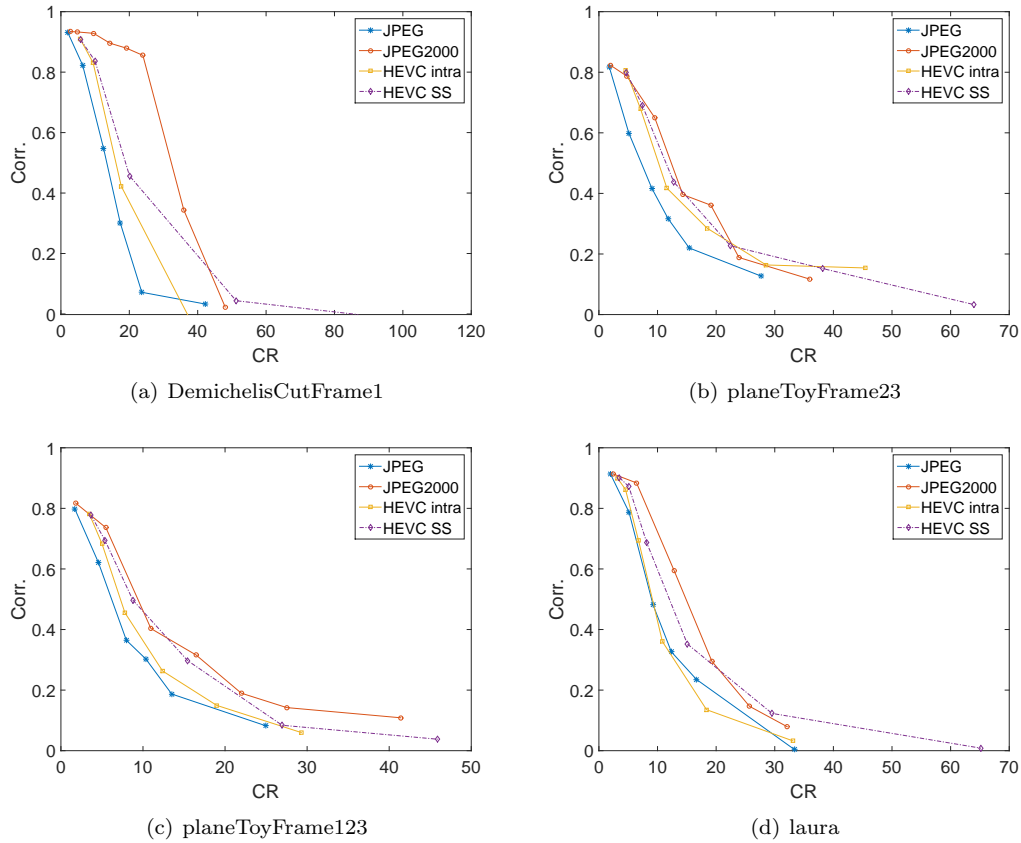 JPEG
JPEG2000
HEVC intra
HEVC SS
1
0.8
0.6
0.4
0.2
0
Corr.
0 20 40 60 80 100 120
CR
(a) DemichelisCutFrame1
JPEG
JPEG2000
HEVC intra
HEVC SS
1
0.8
0.6
0.4
0.2
0
Corr.
0 10 20 30 40 50 60 70
CR
(b) planeToyFrame23
JPEG
JPEG2000
HEVC intra
HEVC SS
1
0.8
0.6
0.4
0.2
0
Corr.
0 10 20 30 40 50
CR
(c) planeToyFrame123
JPEG
JPEG2000
HEVC intra
HEVC SS
1
0.8
0.6
0.4
0.2
0
Corr.
0 10 20 30 40 50 60 70
CR
(d) laura